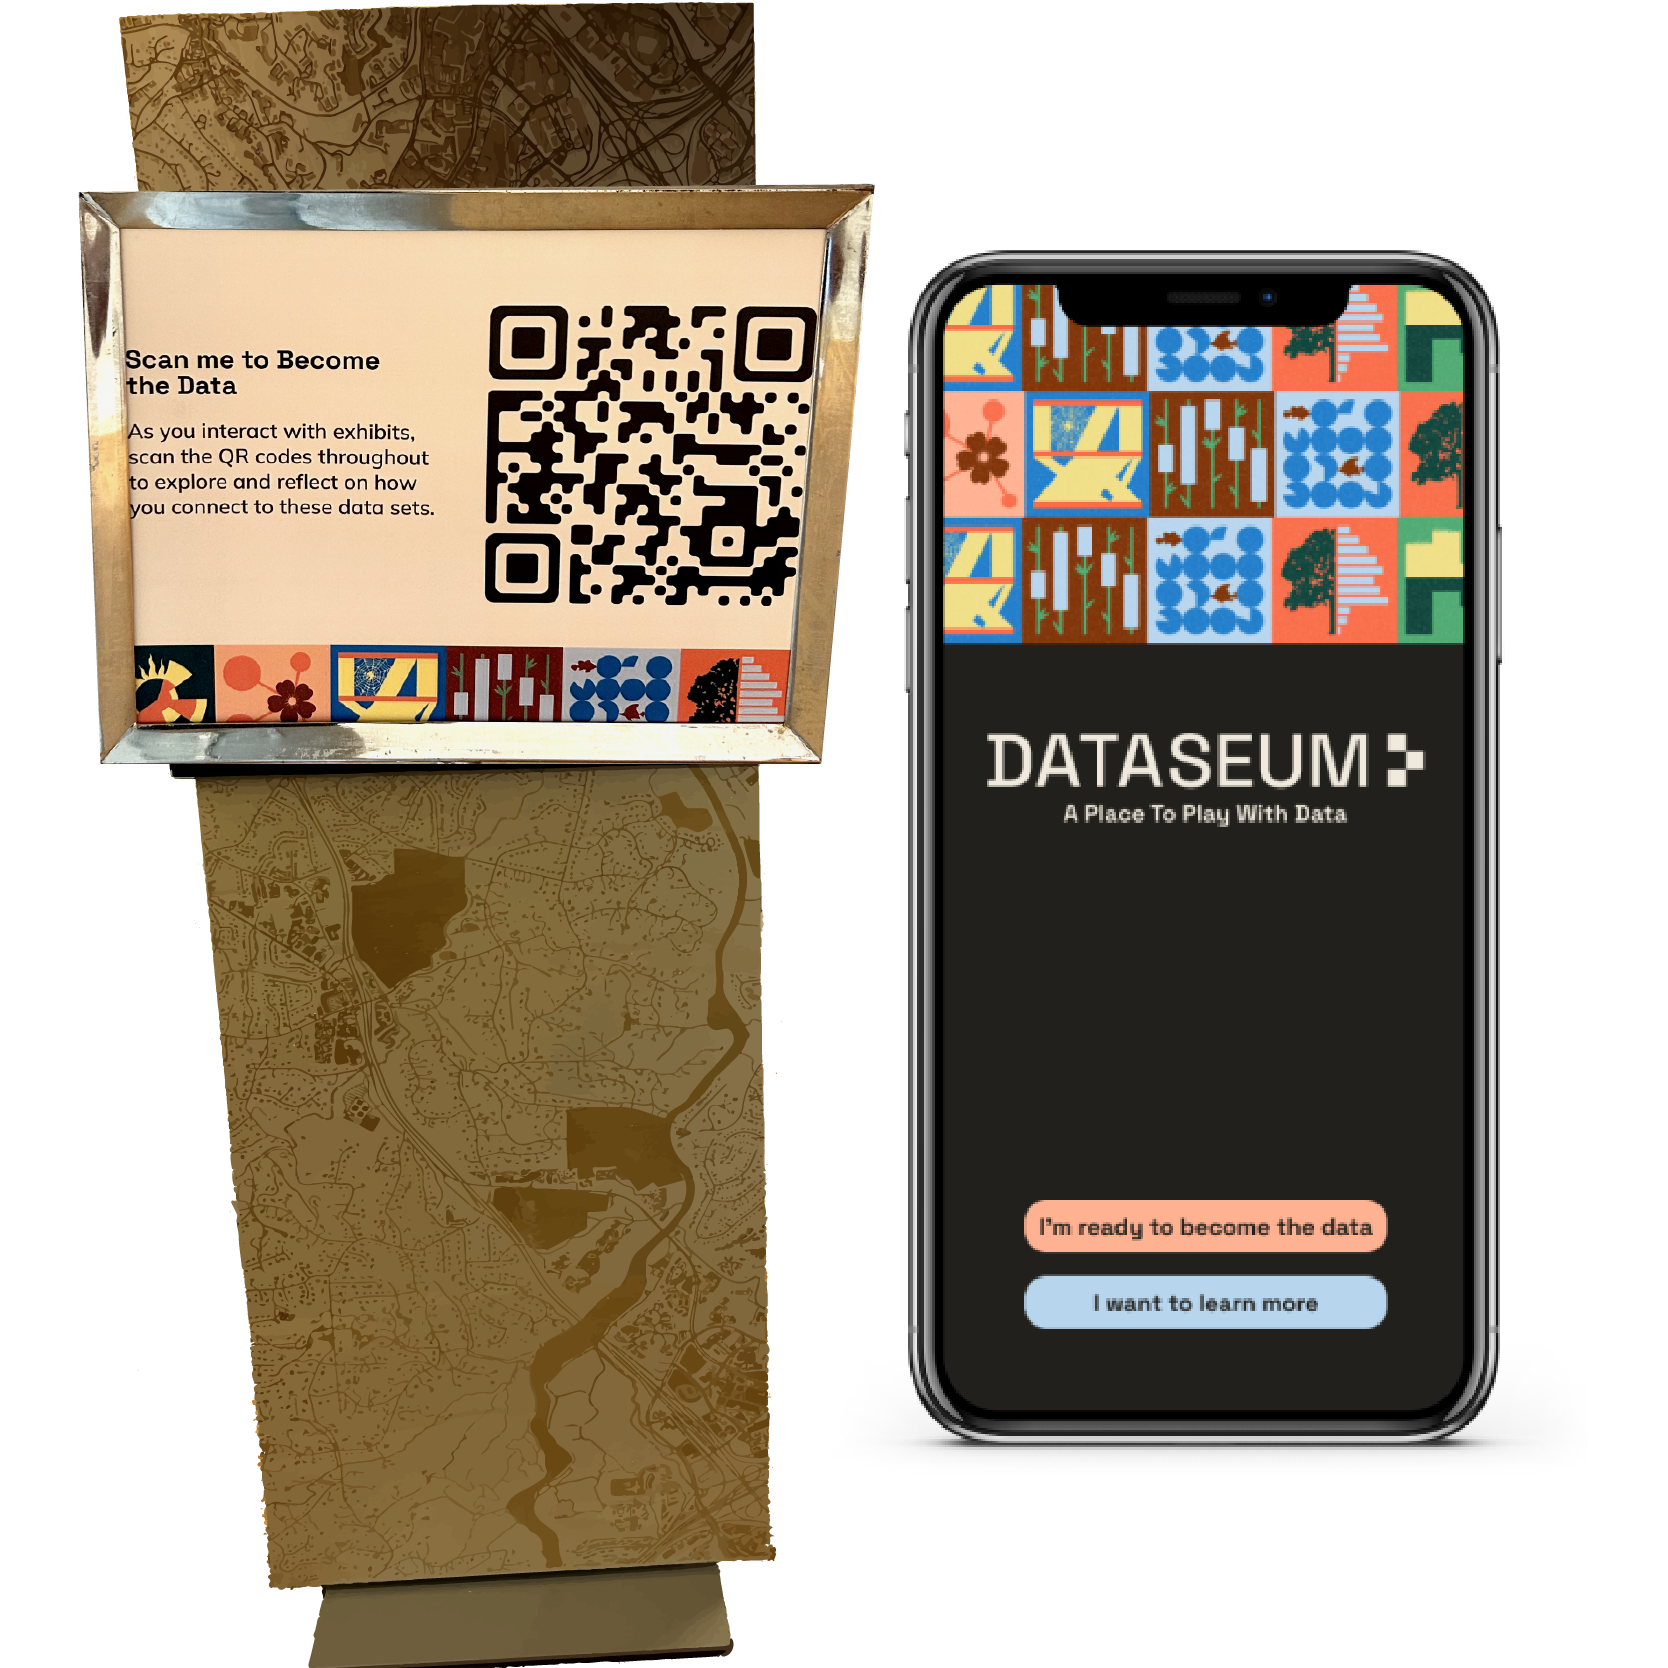 Scan me to Become
the Data
As you interact with exhibits,
scan the QR codes throughout
to explore and reflect on how
you connect to these data sets.
DATASEUM
A Place To Play With Data
I'm ready to become the data
I want to learn more